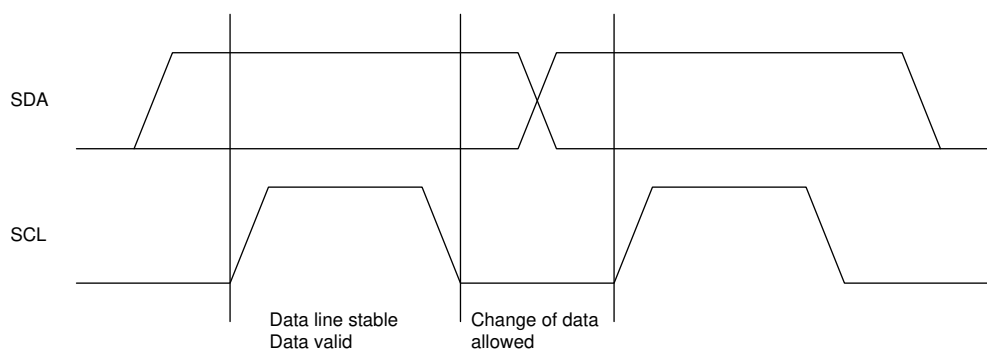 SDA
SCL
Data line stable
Data valid
Change of data
allowed